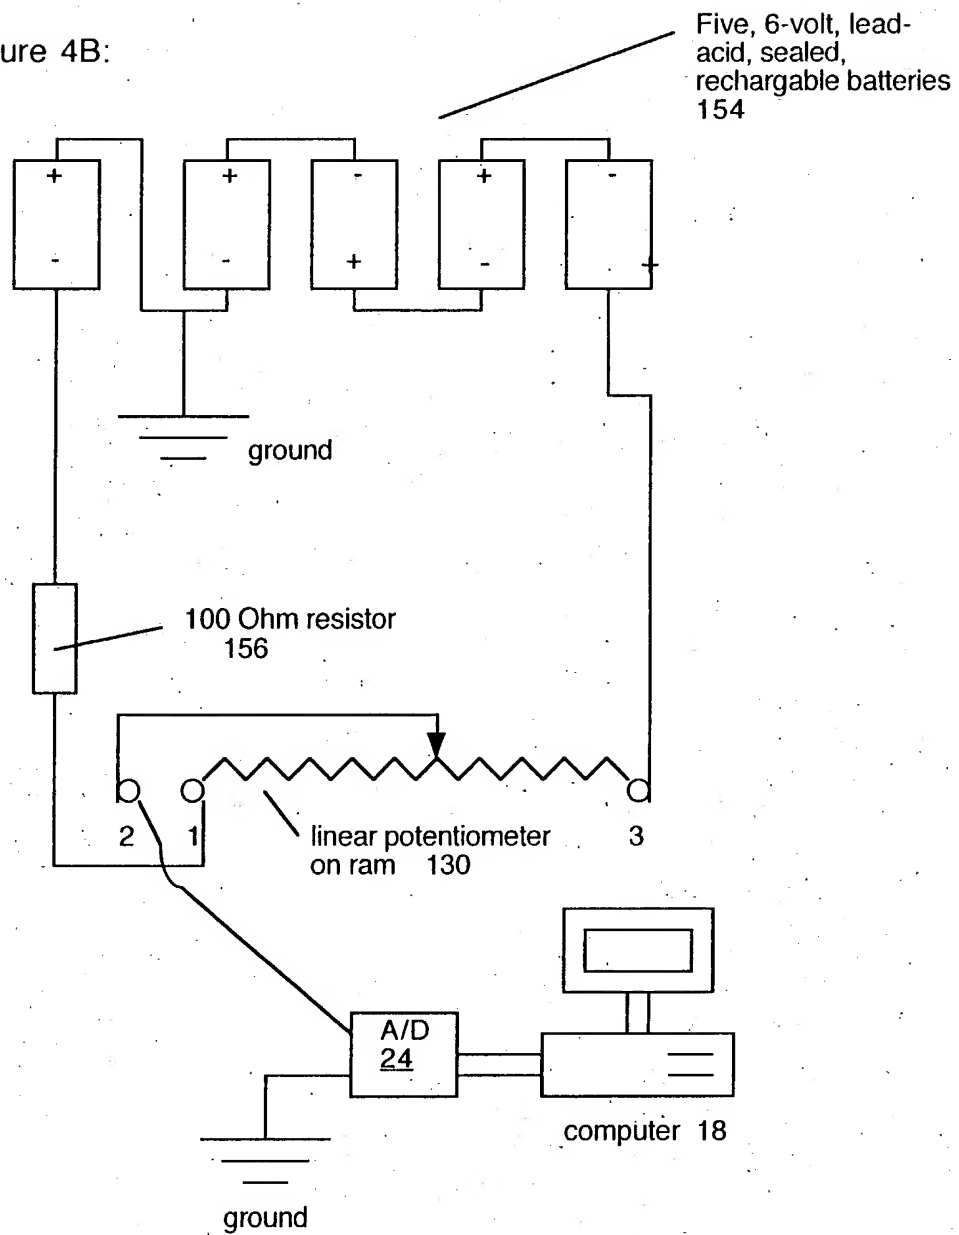 ure 4B:
Five, 6-volt, lead-
acid, sealed,
rechargable batteries
154
+ + - + -
- - + - +
ground
100 Ohm resistor
156
2 1 3
linear potentiometer
on ram 130
A/D
24
computer 18
ground